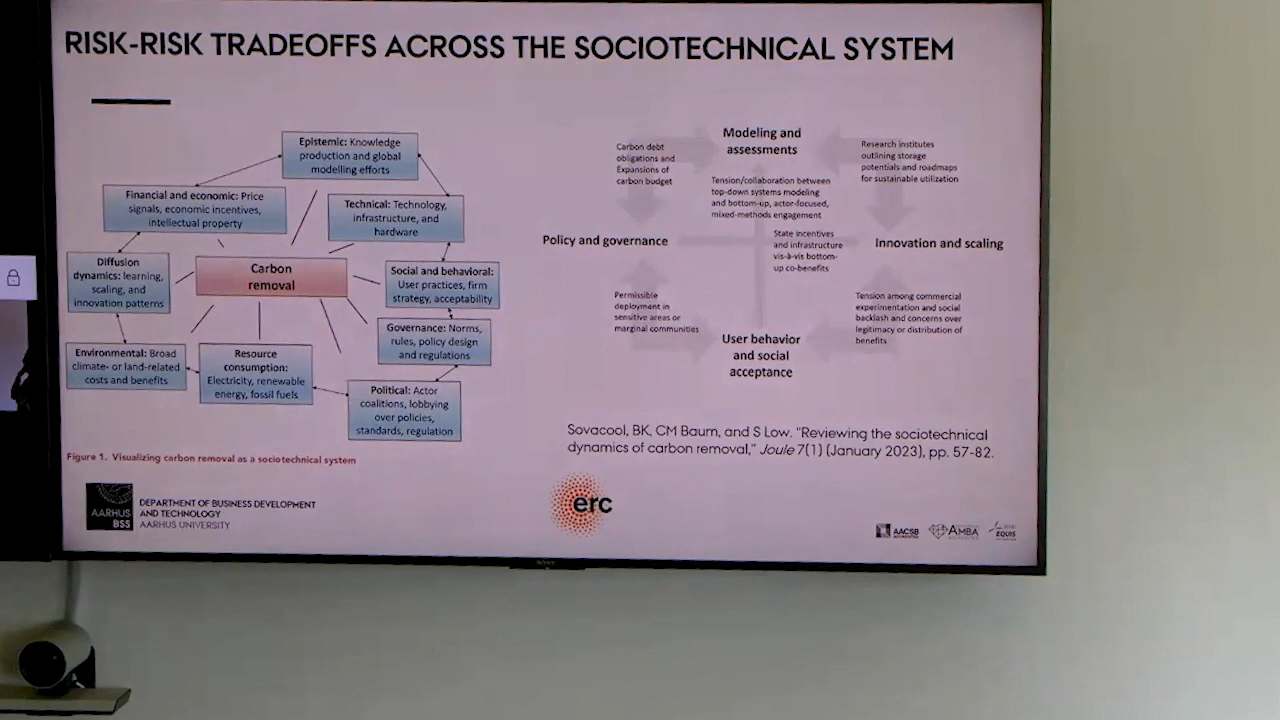 RISK-RISK TRADEOFFS ACROSS THE SOCIOTECHNICAL SYSTEM
Epistemic: Knowledge
production and global
modelling efforts
Financial and economic: Price
signals, economic incentives,
intellectual property
Technical: Technology,
infrastructure, and
hardware
Diffusion
dynamics: learning,
scaling, and
innovation patterns
Carbon
removal
Social and behavioral:
User practices, firm
strategy, acceptability
Governance: Norms,
rules, policy design
and regulations
Environmental: Broad
climate- or land-related
costs and benefits
Resource
consumption:
Electricity, renewable
energy, fossil fuels
Political: Actor
coalitions, lobbying
over policies,
standards, regulation
Figure 1. Visualizing carbon removal as a sociotechnical system
Modeling and
assessments
Carbon debt
obligations and
Expansions of
carbon budget
Research institutes
outlining storage
potentials and roadmaps
for sustainable utilization
Tension/collaboration between
top-down systems modeling
and bottom-up, actor-focused,
mixed-methods engagement
Policy and governance
State incentives
and infrastructure
vis-à-vis bottom-
up co-benefits
Innovation and scaling
Permissible
deployment in
sensitive areas or
marginal communities
Tension among commercial
experimentation and social
backlash and concerns over
legitimacy or distribution of
benefits
User behavior
and social
acceptance
Sovacool, BK, CM Baum, and S Low. "Reviewing the sociotechnical
dynamics of carbon removal," Joule 7(1) (January 2023), pp. 57-82.
AARHUS
BSS
DEPARTMENT OF BUSINESS DEVELOPMENT
AND TECHNOLOGY
AARHUS UNIVERSITY
erc
AACSB
AMBA
EQUIS
SONY